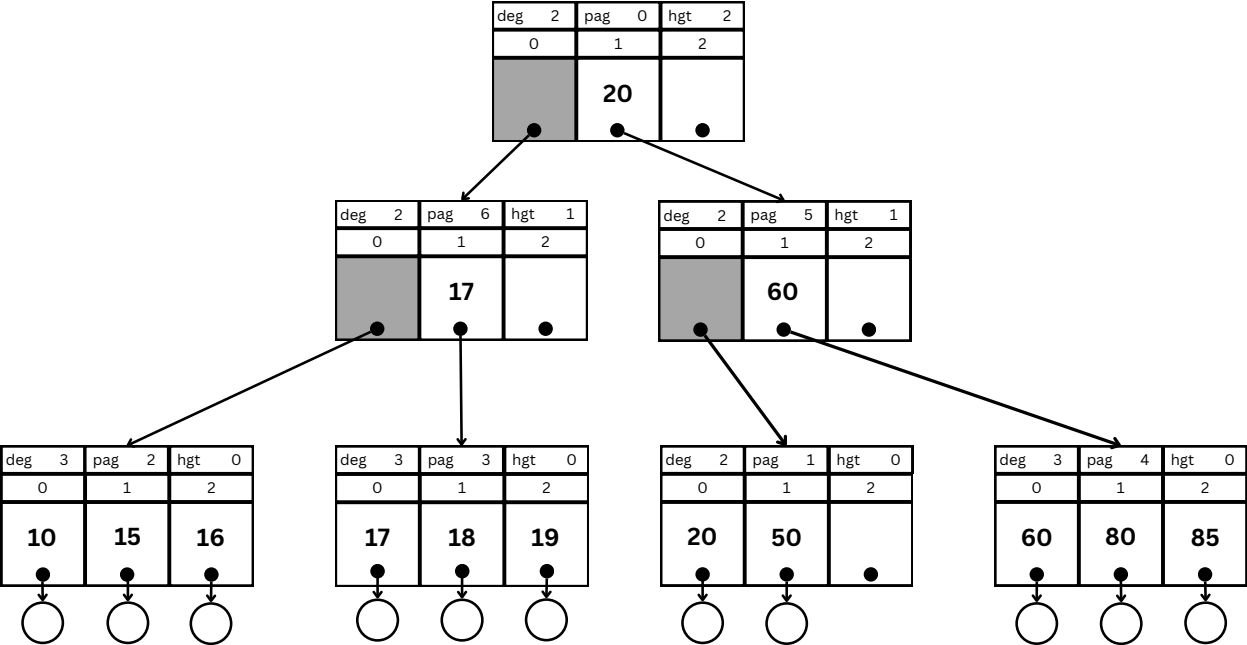 deg 2 pag 0 hgt 2
0 1 2
20
deg 2 pag 6 hgt 1
0 1 2
17
deg 2 pag 5 hgt 1
0 1 2
60
deg 3 pag 2 hgt 0
0 1 2
10 15 16
deg 3 pag 3 hgt 0
0 1 2
17 18 19
deg 2 pag 1 hgt 0
0 1 2
20 50
deg 3 pag 4 hgt 0
0 1 2
60 80 85